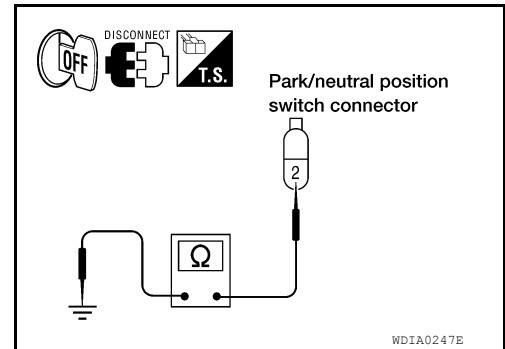 DISCONNECT
OFF
T.S.
Park/neutral position
switch connector
2
Ω
WDIA0247E